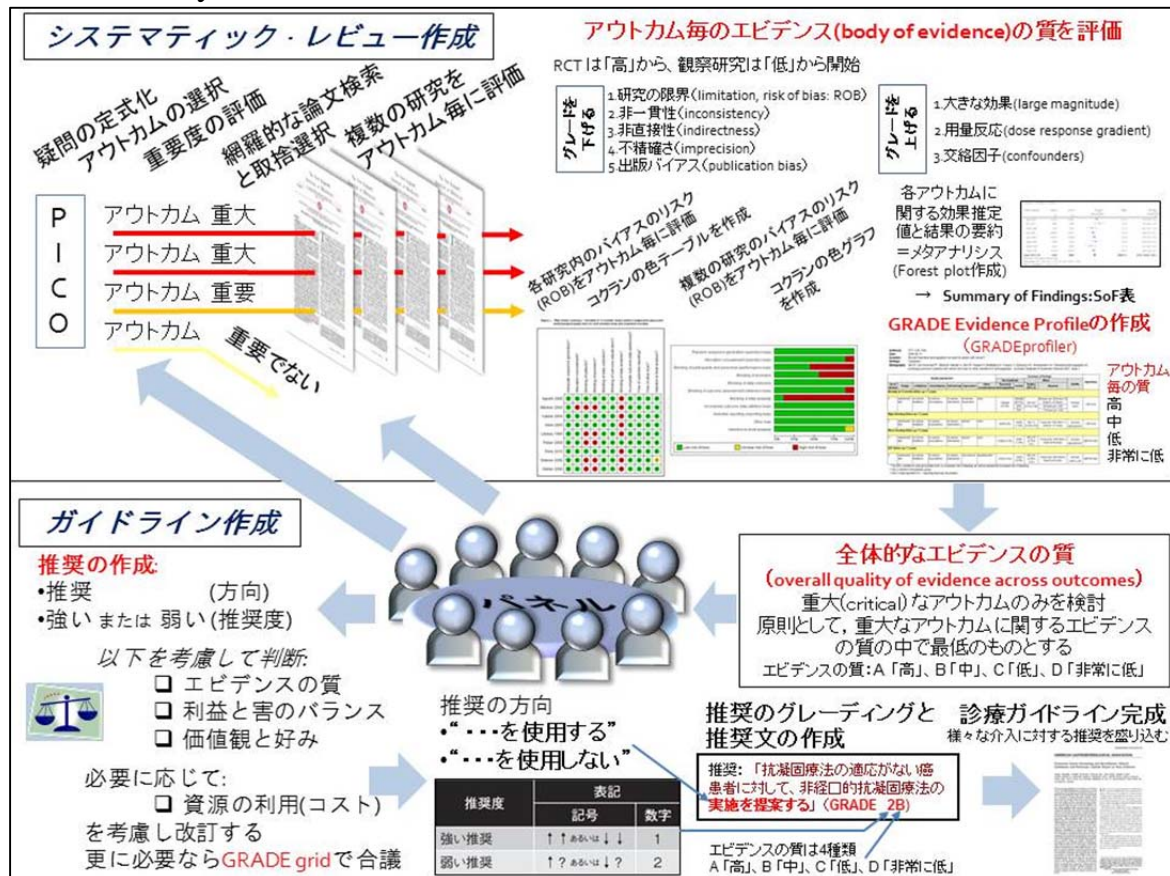 システマティック・レビュー作成
疑問の定式化
アウトカムの選択
重要度の評価
網羅的な論文検索
と取捨選択
複数の研究を
アウトカム毎に評価
P
I
C
O
アウトカム 重大
アウトカム 重大
アウトカム 重要
アウトカム
重要でない
アウトカム毎のエビデンス(body of evidence)の質を評価
RCTは「高」から、観察研究は「低」から開始
グレードを
下げる
1.研究の限界(limitation, risk of bias: ROB)
2.非一貫性(inconsistency)
3.非直接性(indirectness)
4.不精確さ(imprecision)
5.出版バイアス(publication bias)
グレードを
上げる
1.大きな効果(large magnitude)
2.用量反応(dose response gradient)
3.交絡因子(confounders)
各研究内のバイアスのリスク
(ROB)をアウトカム毎に評価
コクランの色テーブルを作成
複数の研究のバイアスのリスク
(ROB)をアウトカム毎に評価
コクランの色グラフ
を作成
各アウトカムに
関する効果推定
値と結果の要約
＝メタアナリシス
(Forest plot作成)
→ Summary of Findings:SoF表
GRADE Evidence Profileの作成
(GRADEprofiler)
アウトカム
毎の質
高
中
低
非常に低
ガイドライン作成
推奨の作成:
•推奨 (方向)
•強い または 弱い (推奨度)
以下を考慮して判断:
❑ エビデンスの質
❑ 利益と害のバランス
❑ 価値観と好み
必要に応じて:
❑ 資源の利用(コスト)
を考慮し改訂する
更に必要ならGRADE gridで合議
パネル
全体的なエビデンスの質
(overall quality of evidence across outcomes)
重大(critical)なアウトカムのみを検討
原則として，重大なアウトカムに関するエビデンス
の質の中で最低のものとする
エビデンスの質：A「高」、B「中」、C「低」、D「非常に低」
推奨の方向
•“・・・を使用する”
•“・・・を使用しない”
推奨度 表記
記号 数字
強い推奨 ↑↑あるいは↓↓ 1
弱い推奨 ↑?あるいは↓? 2
推奨のグレーディングと
推奨文の作成
推奨: 「抗凝固療法の適応がない癌
患者に対して、非経口的抗凝固療法の
実施を提案する」(GRADE 2B)
エビデンスの質は4種類
A「高」、B「中」、C「低」、D「非常に低」
診療ガイドライン完成
様々な介入に対する推奨を盛り込む